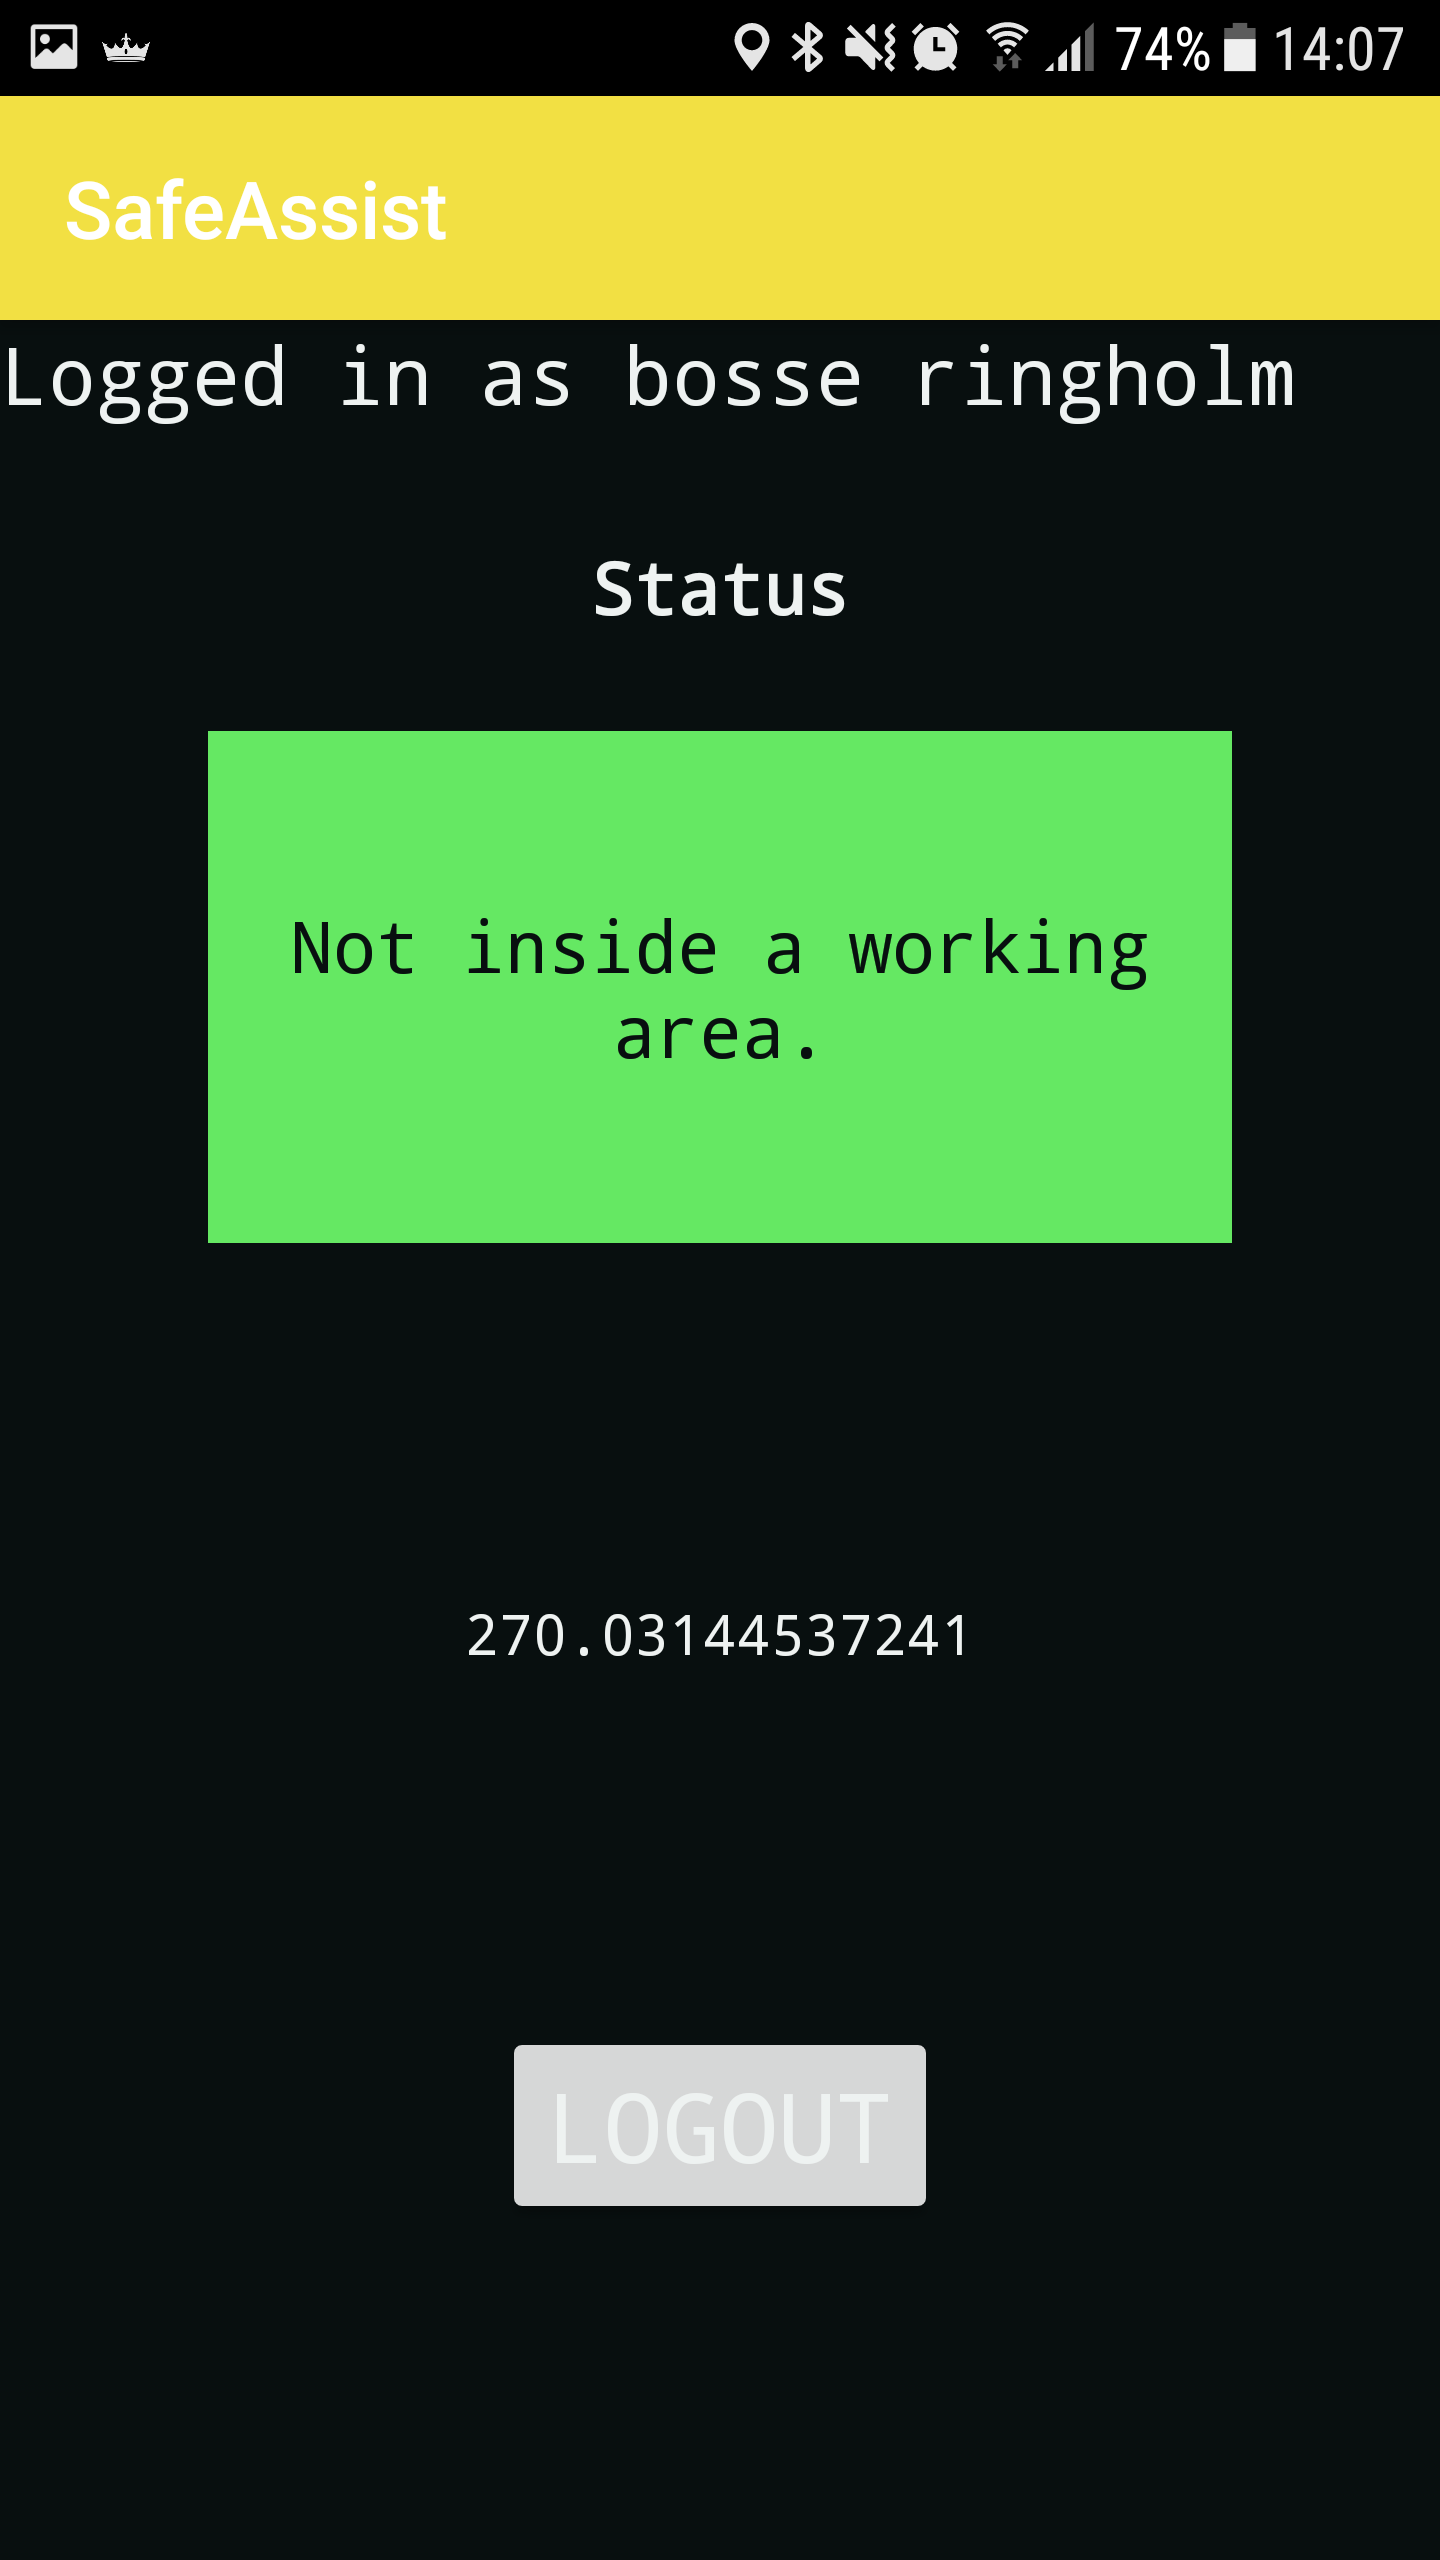 74% 14:07
SafeAssist
Logged in as bosse ringholm
Status
Not inside a working
area.
270.03144537241
LOGOUT